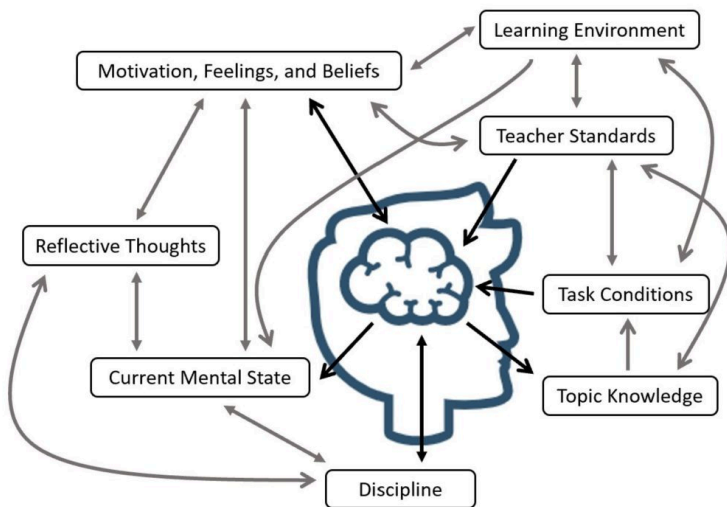 Learning Environment
Motivation, Feelings, and Beliefs
Teacher Standards
Reflective Thoughts
Task Conditions
Current Mental State
Topic Knowledge
Discipline